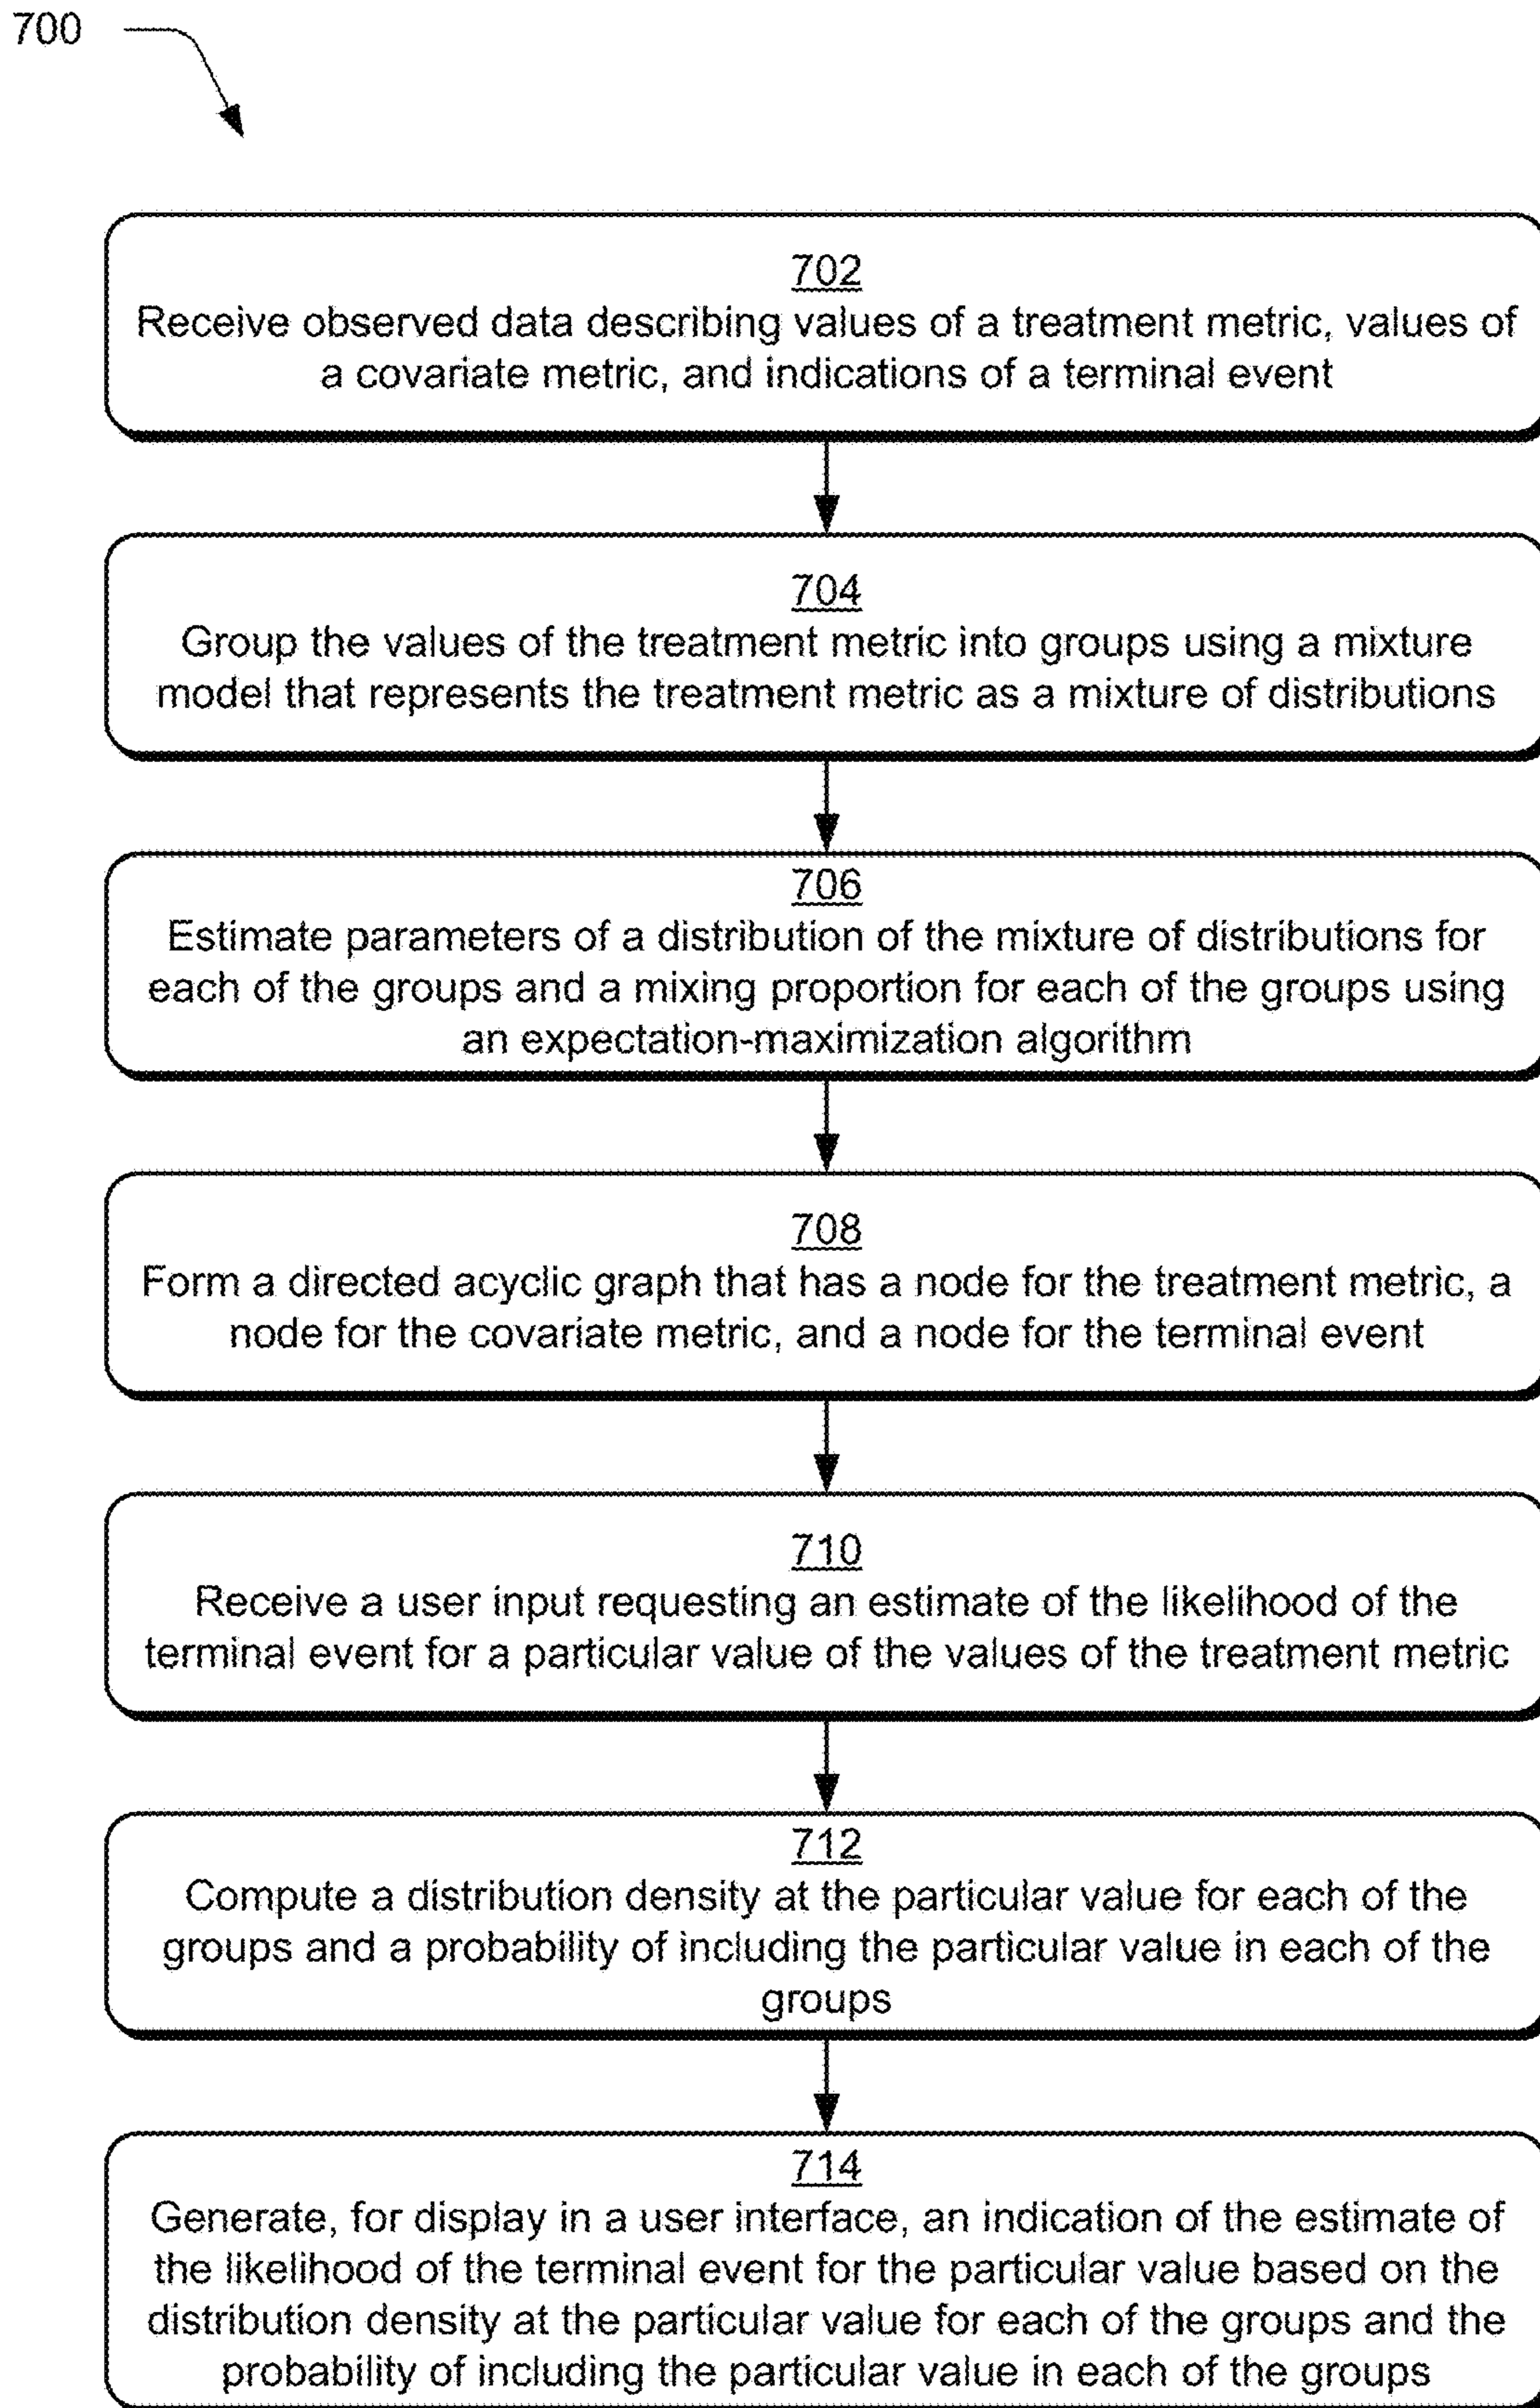 700
702
Receive observed data describing values of a treatment metric, values of
a covariate metric, and indications of a terminal event
704
Group the values of the treatment metric into groups using a mixture
model that represents the treatment metric as a mixture of distributions
706
Estimate parameters of a distribution of the mixture of distributions for
each of the groups and a mixing proportion for each of the groups using
an expectation-maximization algorithm
708
Form a directed acyclic graph that has a node for the treatment metric, a
node for the covariate metric, and a node for the terminal event
710
Receive a user input requesting an estimate of the likelihood of the
terminal event for a particular value of the values of the treatment metric
712
Compute a distribution density at the particular value for each of the
groups and a probability of including the particular value in each of the
groups
714
Generate, for display in a user interface, an indication of the estimate of
the likelihood of the terminal event for the particular value based on the
distribution density at the particular value for each of the groups and the
probability of including the particular value in each of the groups